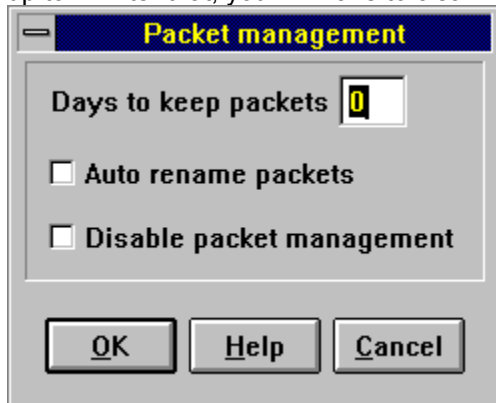 Packet management
Days to keep packets 0
Auto rename packets
Disable packet management
OK Help Cancel